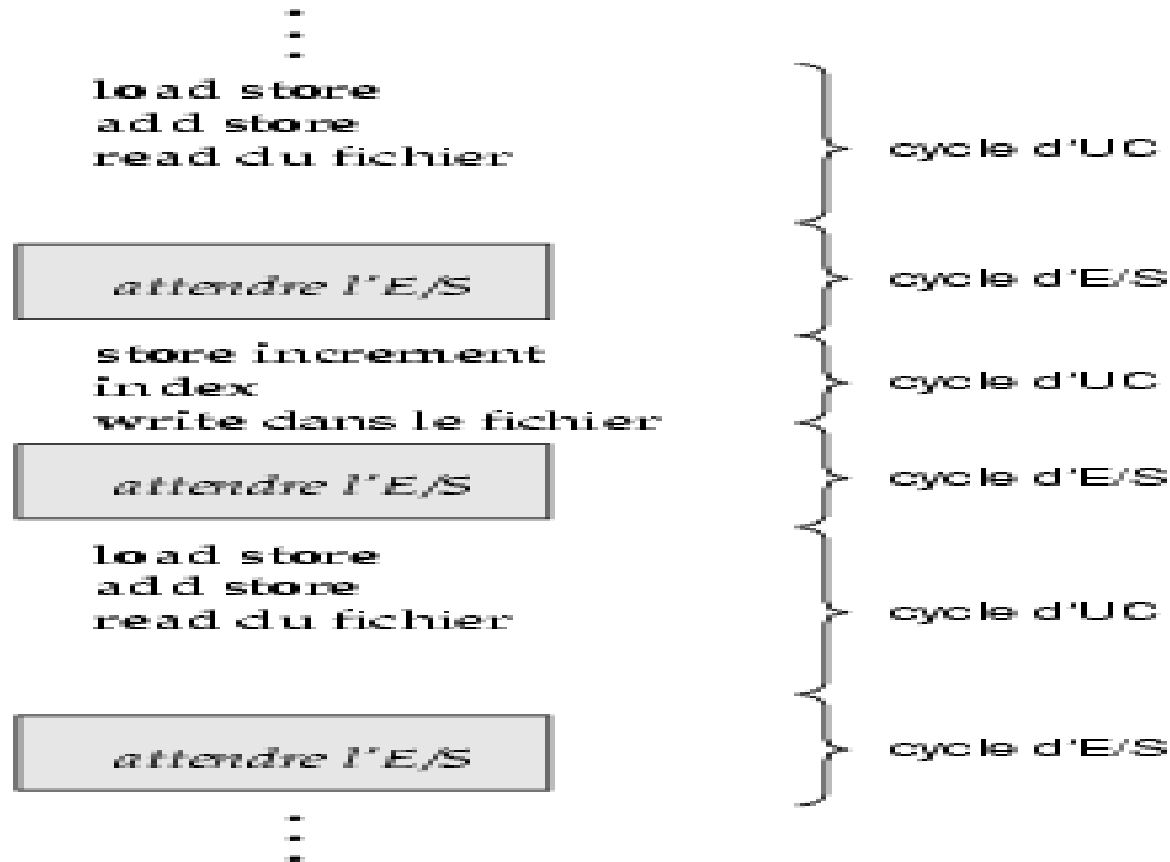 load store
add store
read du fichier
cycle d'UC
attendre l'E/S
cycle d'E/S
store increment
index
write dans le fichier
cycle d'UC
attendre l'E/S
cycle d'E/S
load store
add store
read du fichier
cycle d'UC
attendre l'E/S
cycle d'E/S